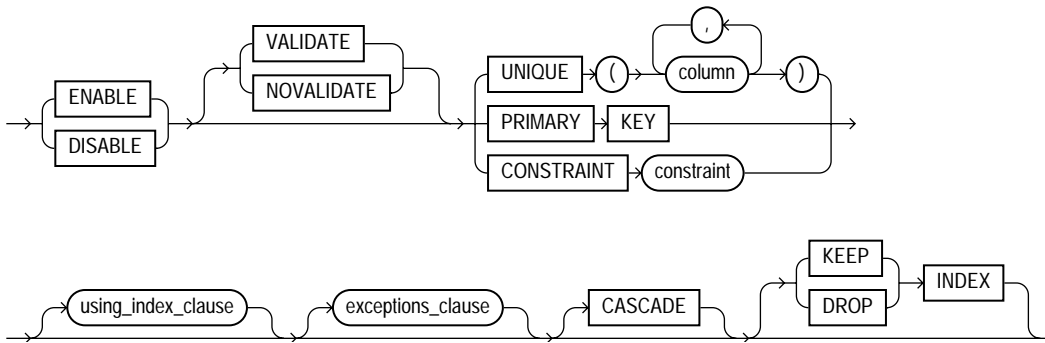 VALIDATE
NOVALIDATE
ENABLE
DISABLE
UNIQUE ( column , )
PRIMARY KEY
CONSTRAINT constraint
using_index_clause exceptions_clause CASCADE
KEEP
DROP
INDEX